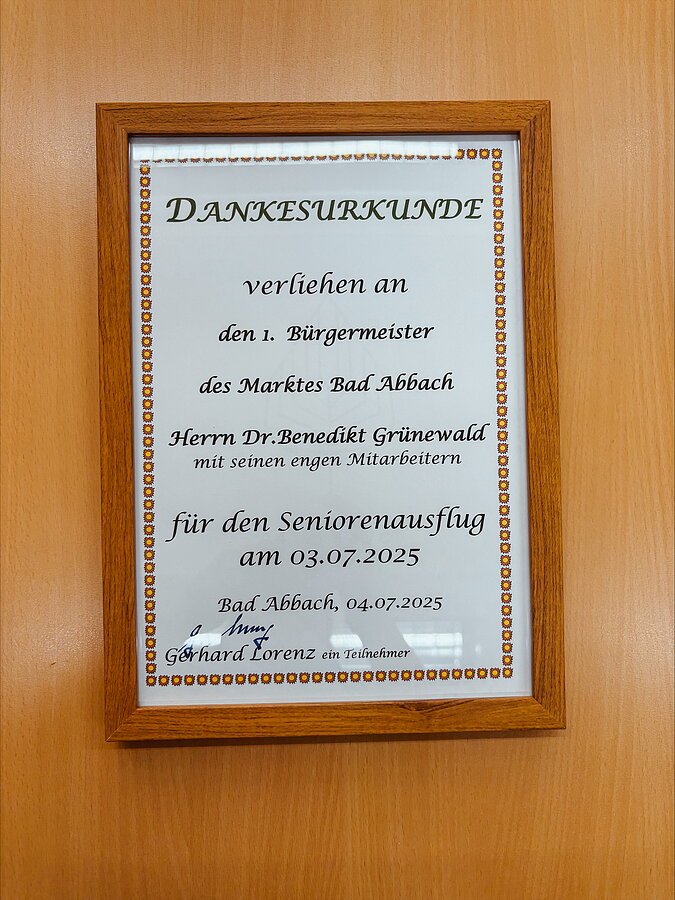 DANKESURKUNDE
verliehen an
den 1. Bürgermeister
des Marktes Bad Abbach
Herrn Dr.Benedikt Grünewald
mit seinen engen Mitarbeitern
für den Seniorenausflug
am 03.07.2025
Bad Abbach, 04.07.2025
Gerhard Lorenz ein Teilnehmer